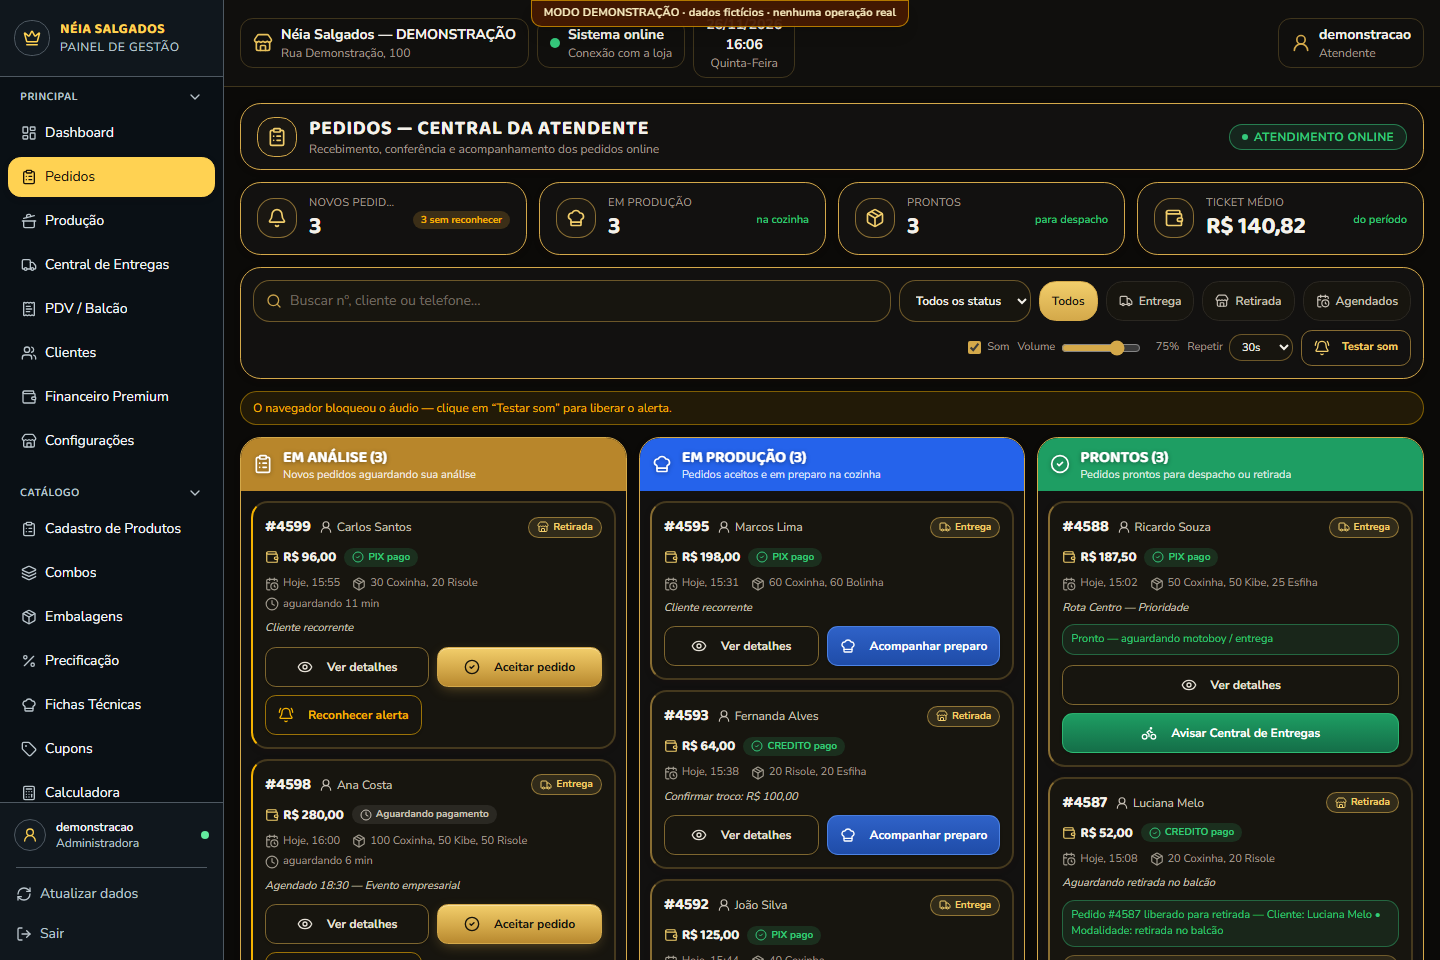 MODO DEMONSTRAÇÃO · dados fictícios · nenhuma operação real
NÉIA SALGADOS
PAINEL DE GESTÃO
Néia Salgados — DEMONSTRAÇÃO
Rua Demonstração, 100
Sistema online
Conexão com a loja
16:06
Quinta-Feira
demonstracao
Atendente
PRINCIPAL
Dashboard
Pedidos
Produção
Central de Entregas
PDV / Balcão
Clientes
Financeiro Premium
Configurações
CATÁLOGO
Cadastro de Produtos
Combos
Embalagens
Precificação
Fichas Técnicas
Cupons
Calculadora
demonstracao
Administradora
Atualizar dados
Sair
PEDIDOS — CENTRAL DA ATENDENTE
Recebimento, conferência e acompanhamento dos pedidos online
ATENDIMENTO ONLINE
NOVOS PEDID...
3
3 sem reconhecer
EM PRODUÇÃO
3
na cozinha
PRONTOS
3
para despacho
TICKET MÉDIO
R$ 140,82
do período
Buscar nº, cliente ou telefone...
Todos os status
Todos
Entrega
Retirada
Agendados
Som
Volume
75%
Repetir
30s
Testar som
O navegador bloqueou o áudio — clique em “Testar som” para liberar o alerta.
EM ANÁLISE (3)
Novos pedidos aguardando sua análise
#4599 Carlos Santos
Retirada
R$ 96,00 PIX pago
Hoje, 15:55 30 Coxinha, 20 Risole
aguardando 11 min
Cliente recorrente
Ver detalhes
Aceitar pedido
Reconhecer alerta
#4598 Ana Costa
Entrega
R$ 280,00 Aguardando pagamento
Hoje, 16:00 100 Coxinha, 50 Kibe, 50 Risole
aguardando 6 min
Agendado 18:30 — Evento empresarial
Ver detalhes
Aceitar pedido
EM PRODUÇÃO (3)
Pedidos aceitos e em preparo na cozinha
#4595 Marcos Lima
Entrega
R$ 198,00 PIX pago
Hoje, 15:31 60 Coxinha, 60 Bolinha
Cliente recorrente
Ver detalhes
Acompanhar preparo
#4593 Fernanda Alves
Retirada
R$ 64,00 CREDITO pago
Hoje, 15:38 20 Risole, 20 Esfiha
Confirmar troco: R$ 100,00
Ver detalhes
Acompanhar preparo
#4592 João Silva
Entrega
R$ 125,00 PIX pago
Hoje, 15:44 40 Coxinha
PRONTOS (3)
Pedidos prontos para despacho ou retirada
#4588 Ricardo Souza
Entrega
R$ 187,50 PIX pago
Hoje, 15:02 50 Coxinha, 50 Kibe, 25 Esfiha
Rota Centro — Prioridade
Pronto — aguardando motoboy / entrega
Ver detalhes
Avisar Central de Entregas
#4587 Luciana Melo
Retirada
R$ 52,00 CREDITO pago
Hoje, 15:08 20 Coxinha, 20 Risole
Aguardando retirada no balcão
Pedido #4587 liberado para retirada — Cliente: Luciana Melo •
Modalidade: retirada no balcão